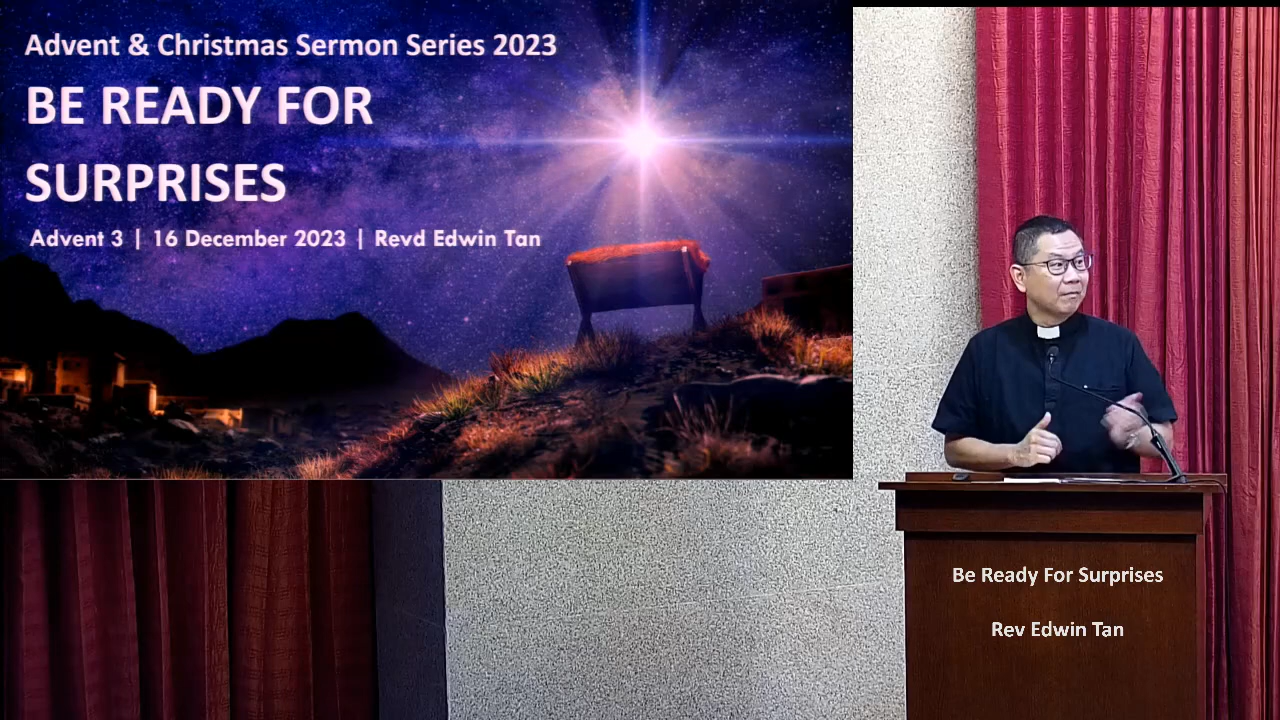 Advent & Christmas Sermon Series 2023
BE READY FOR
SURPRISES
Advent 3 | 16 December 2023 | Revd Edwin Tan
Be Ready For Surprises
Rev Edwin Tan